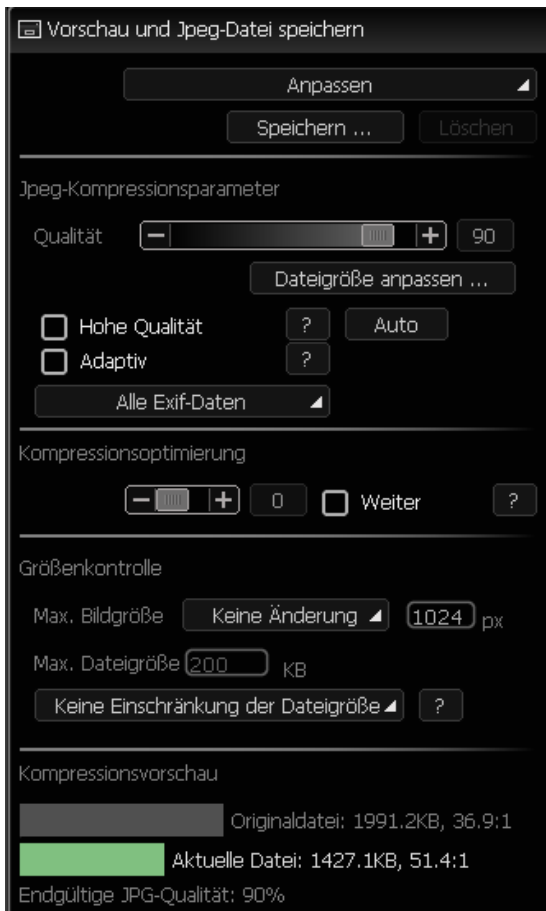 Vorschau und Jpeg-Datei speichern
Anpassen
Speichern ... Löschen
Jpeg-Kompressionsparameter
Qualität 90
Dateigröße anpassen ...
Hohe Qualität ? Auto
Adaptiv ?
Alle Exif-Daten
Kompressionsoptimierung
0 Weiter ?
Größenkontrolle
Max. Bildgröße Keine Änderung 1024 px
Max. Dateigröße 200 KB
Keine Einschränkung der Dateigröße ?
Kompressionsvorschau
Originaldatei: 1991.2KB, 36.9:1
Aktuelle Datei: 1427.1KB, 51.4:1
Endgültige JPG-Qualität: 90%